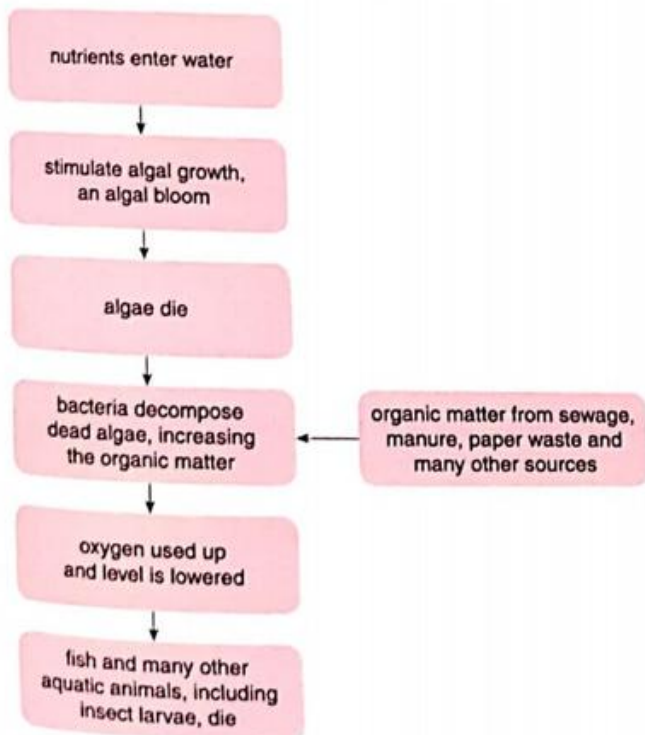 nutrients enter water
stimulate algal growth,
an algal bloom
algae die
bacteria decompose
dead algae, increasing
the organic matter
organic matter from sewage,
manure, paper waste and
many other sources
oxygen used up
and level is lowered
fish and many other
aquatic animals, including
insect larvae, die